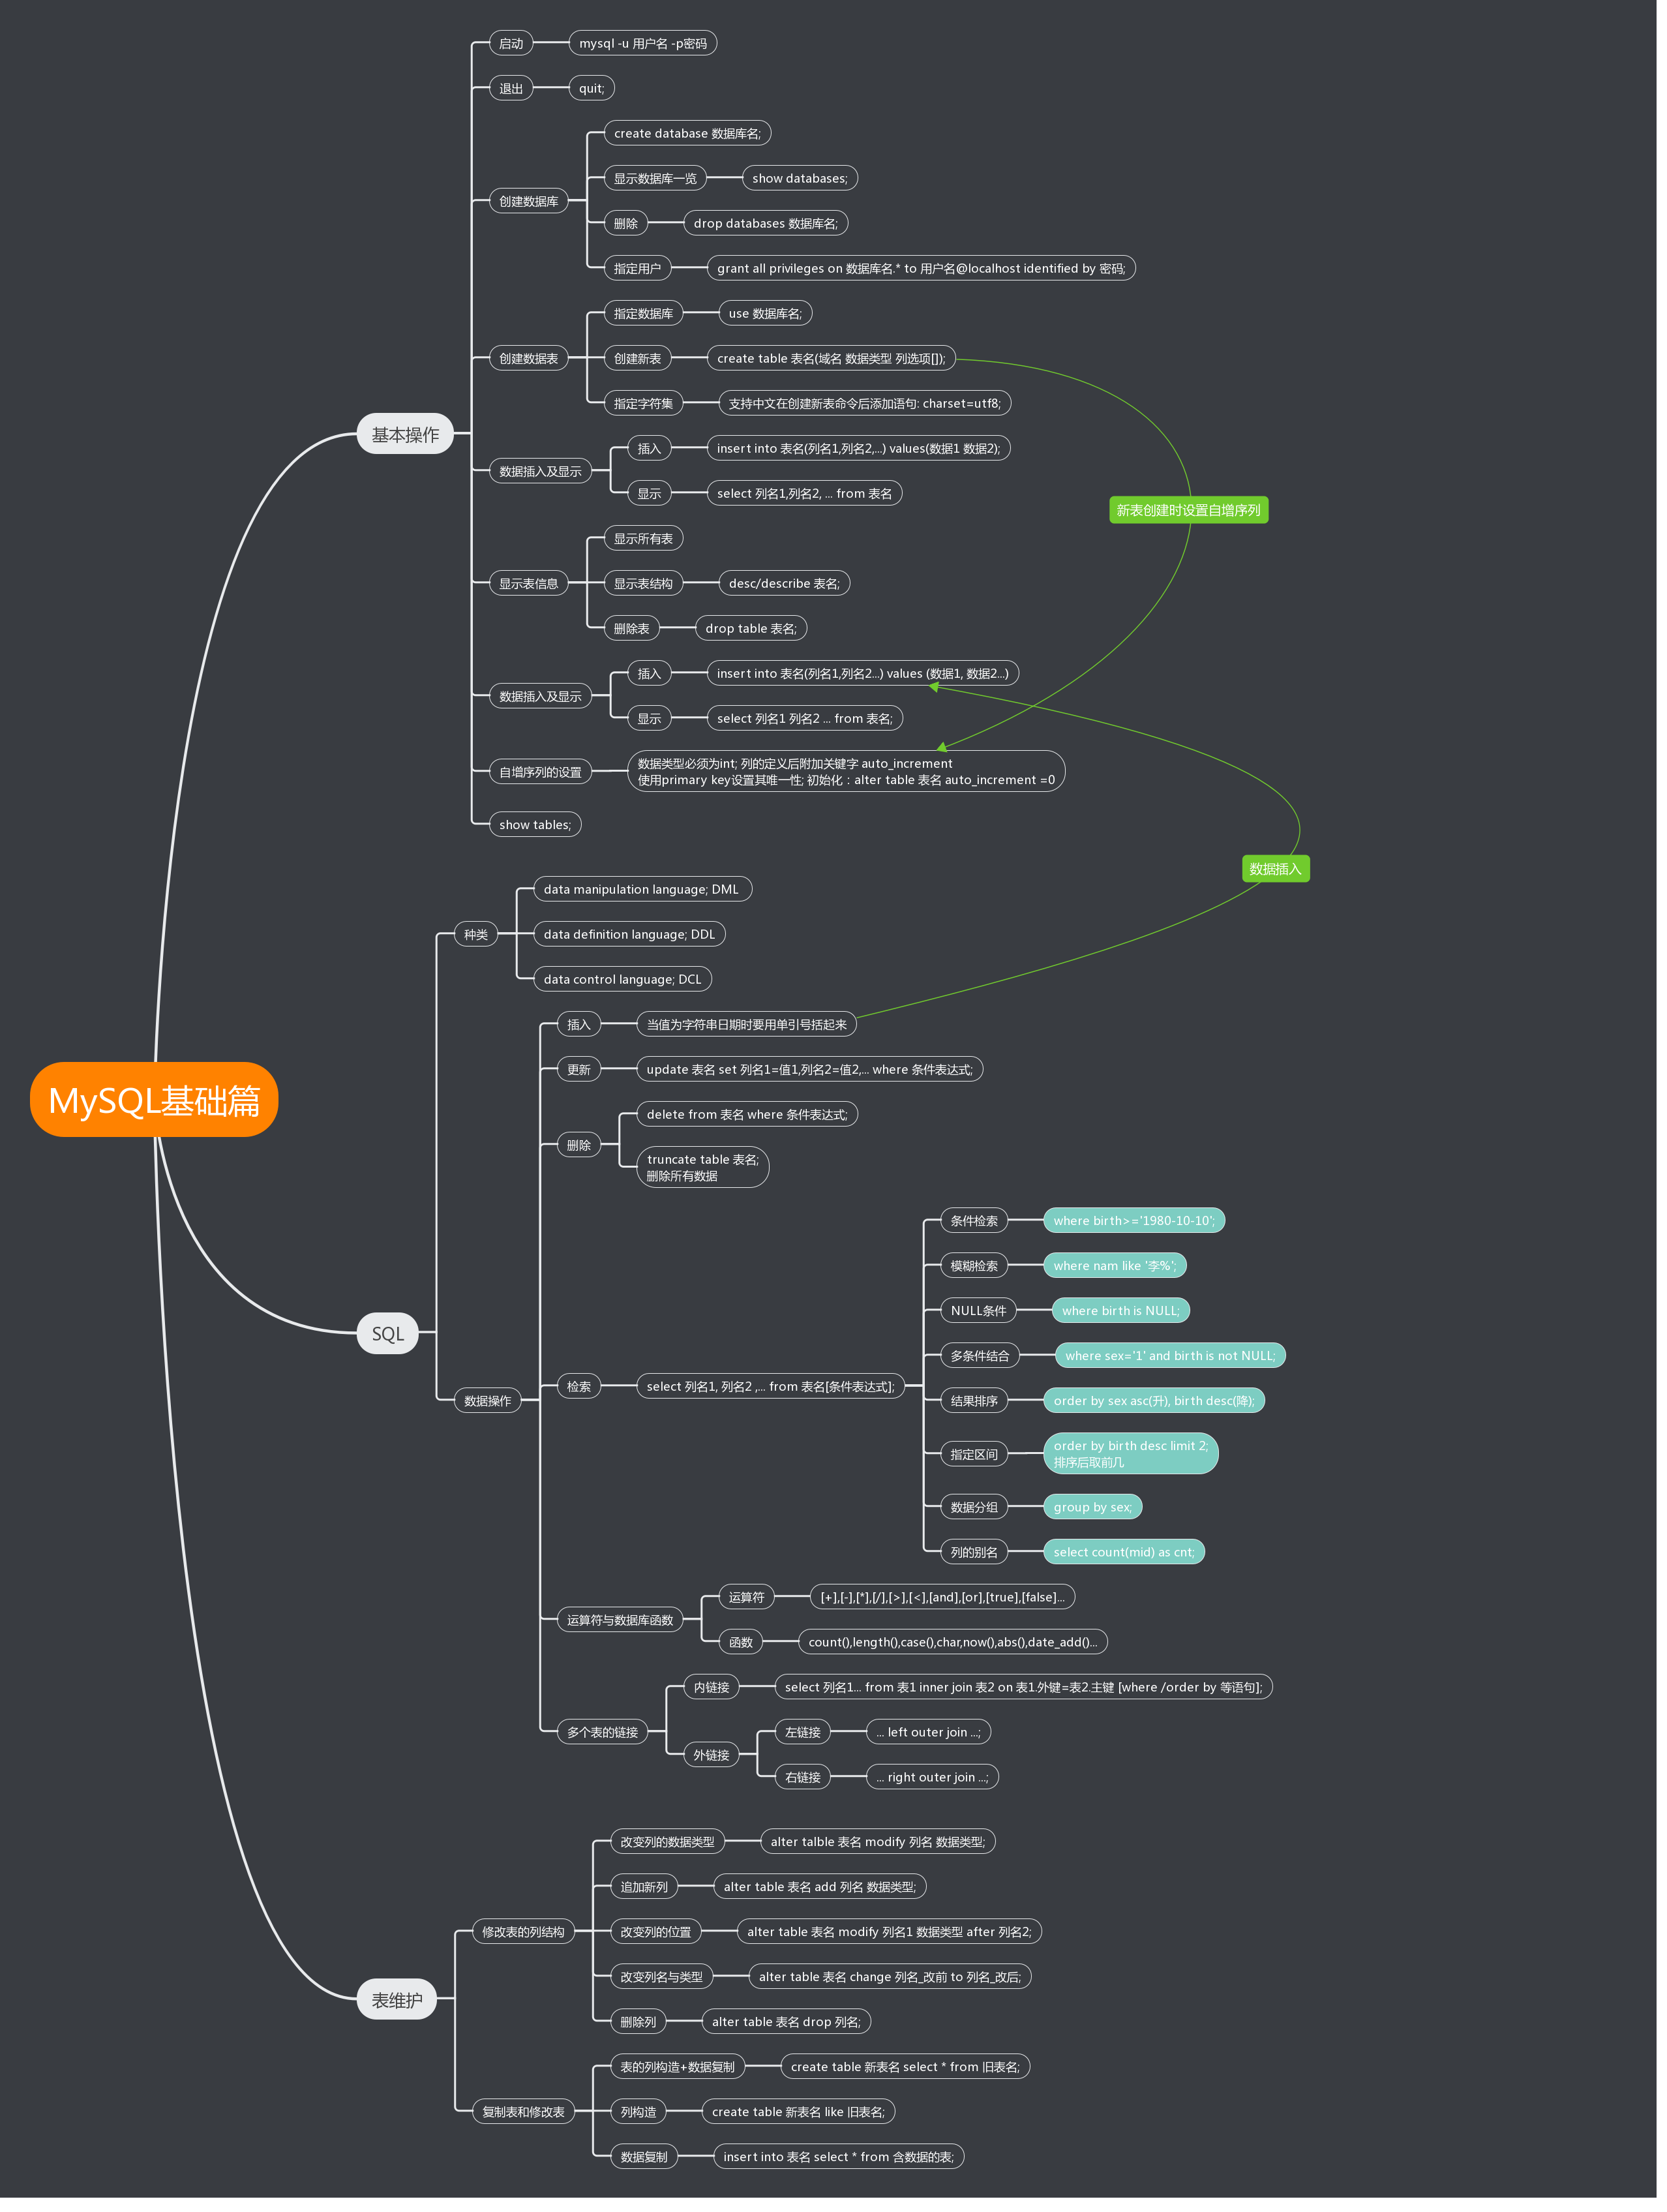 MySQL基础篇
基本操作
启动
mysql -u 用户名 -p密码
退出
quit;
创建数据库
create database 数据库名;
显示数据库一览
show databases;
删除
drop databases 数据库名;
指定用户
grant all privileges on 数据库名.* to 用户名@localhost identified by 密码;
创建数据表
指定数据库
use 数据库名;
创建新表
create table 表名(域名 数据类型 列选项[]);
指定字符集
支持中文在创建新表命令后添加语句: charset=utf8;
数据插入及显示
插入
insert into 表名(列名1,列名2,...) values(数据1 数据2);
显示
select 列名1,列名2, ... from 表名
新表创建时设置自增序列
显示表信息
显示所有表
显示表结构
desc/describe 表名;
删除表
drop table 表名;
数据插入及显示
插入
insert into 表名(列名1,列名2...) values (数据1, 数据2...)
显示
select 列名1 列名2 ... from 表名;
自增序列的设置
数据类型必须为int; 列的定义后附加关键字 auto_increment
使用primary key设置其唯一性; 初始化：alter table 表名 auto_increment =0
show tables;
数据插入
SQL
种类
data manipulation language; DML
data definition language; DDL
data control language; DCL
数据操作
插入
当值为字符串日期时要用单引号括起来
更新
update 表名 set 列名1=值1,列名2=值2,... where 条件表达式;
删除
delete from 表名 where 条件表达式;
truncate table 表名;
删除所有数据
检索
select 列名1, 列名2 ,... from 表名[条件表达式];
条件检索
where birth>='1980-10-10';
模糊检索
where nam like '李%';
NULL条件
where birth is NULL;
多条件结合
where sex='1' and birth is not NULL;
结果排序
order by sex asc(升), birth desc(降);
指定区间
order by birth desc limit 2;
排序后取前几
数据分组
group by sex;
列的别名
select count(mid) as cnt;
运算符与数据库函数
运算符
[+],[-],[*],[/],[>],[<],[and],[or],[true],[false]...
函数
count(),length(),case(),char,now(),abs(),date_add()...
多个表的链接
内链接
select 列名1... from 表1 inner join 表2 on 表1.外键=表2.主键 [where /order by 等语句];
外链接
左链接
... left outer join ...;
右链接
... right outer join ...;
表维护
修改表的列结构
改变列的数据类型
alter talble 表名 modify 列名 数据类型;
追加新列
alter table 表名 add 列名 数据类型;
改变列的位置
alter table 表名 modify 列名1 数据类型 after 列名2;
改变列名与类型
alter table 表名 change 列名_改前 to 列名_改后;
删除列
alter table 表名 drop 列名;
复制表和修改表
表的列构造+数据复制
create table 新表名 select * from 旧表名;
列构造
create table 新表名 like 旧表名;
数据复制
insert into 表名 select * from 含数据的表;